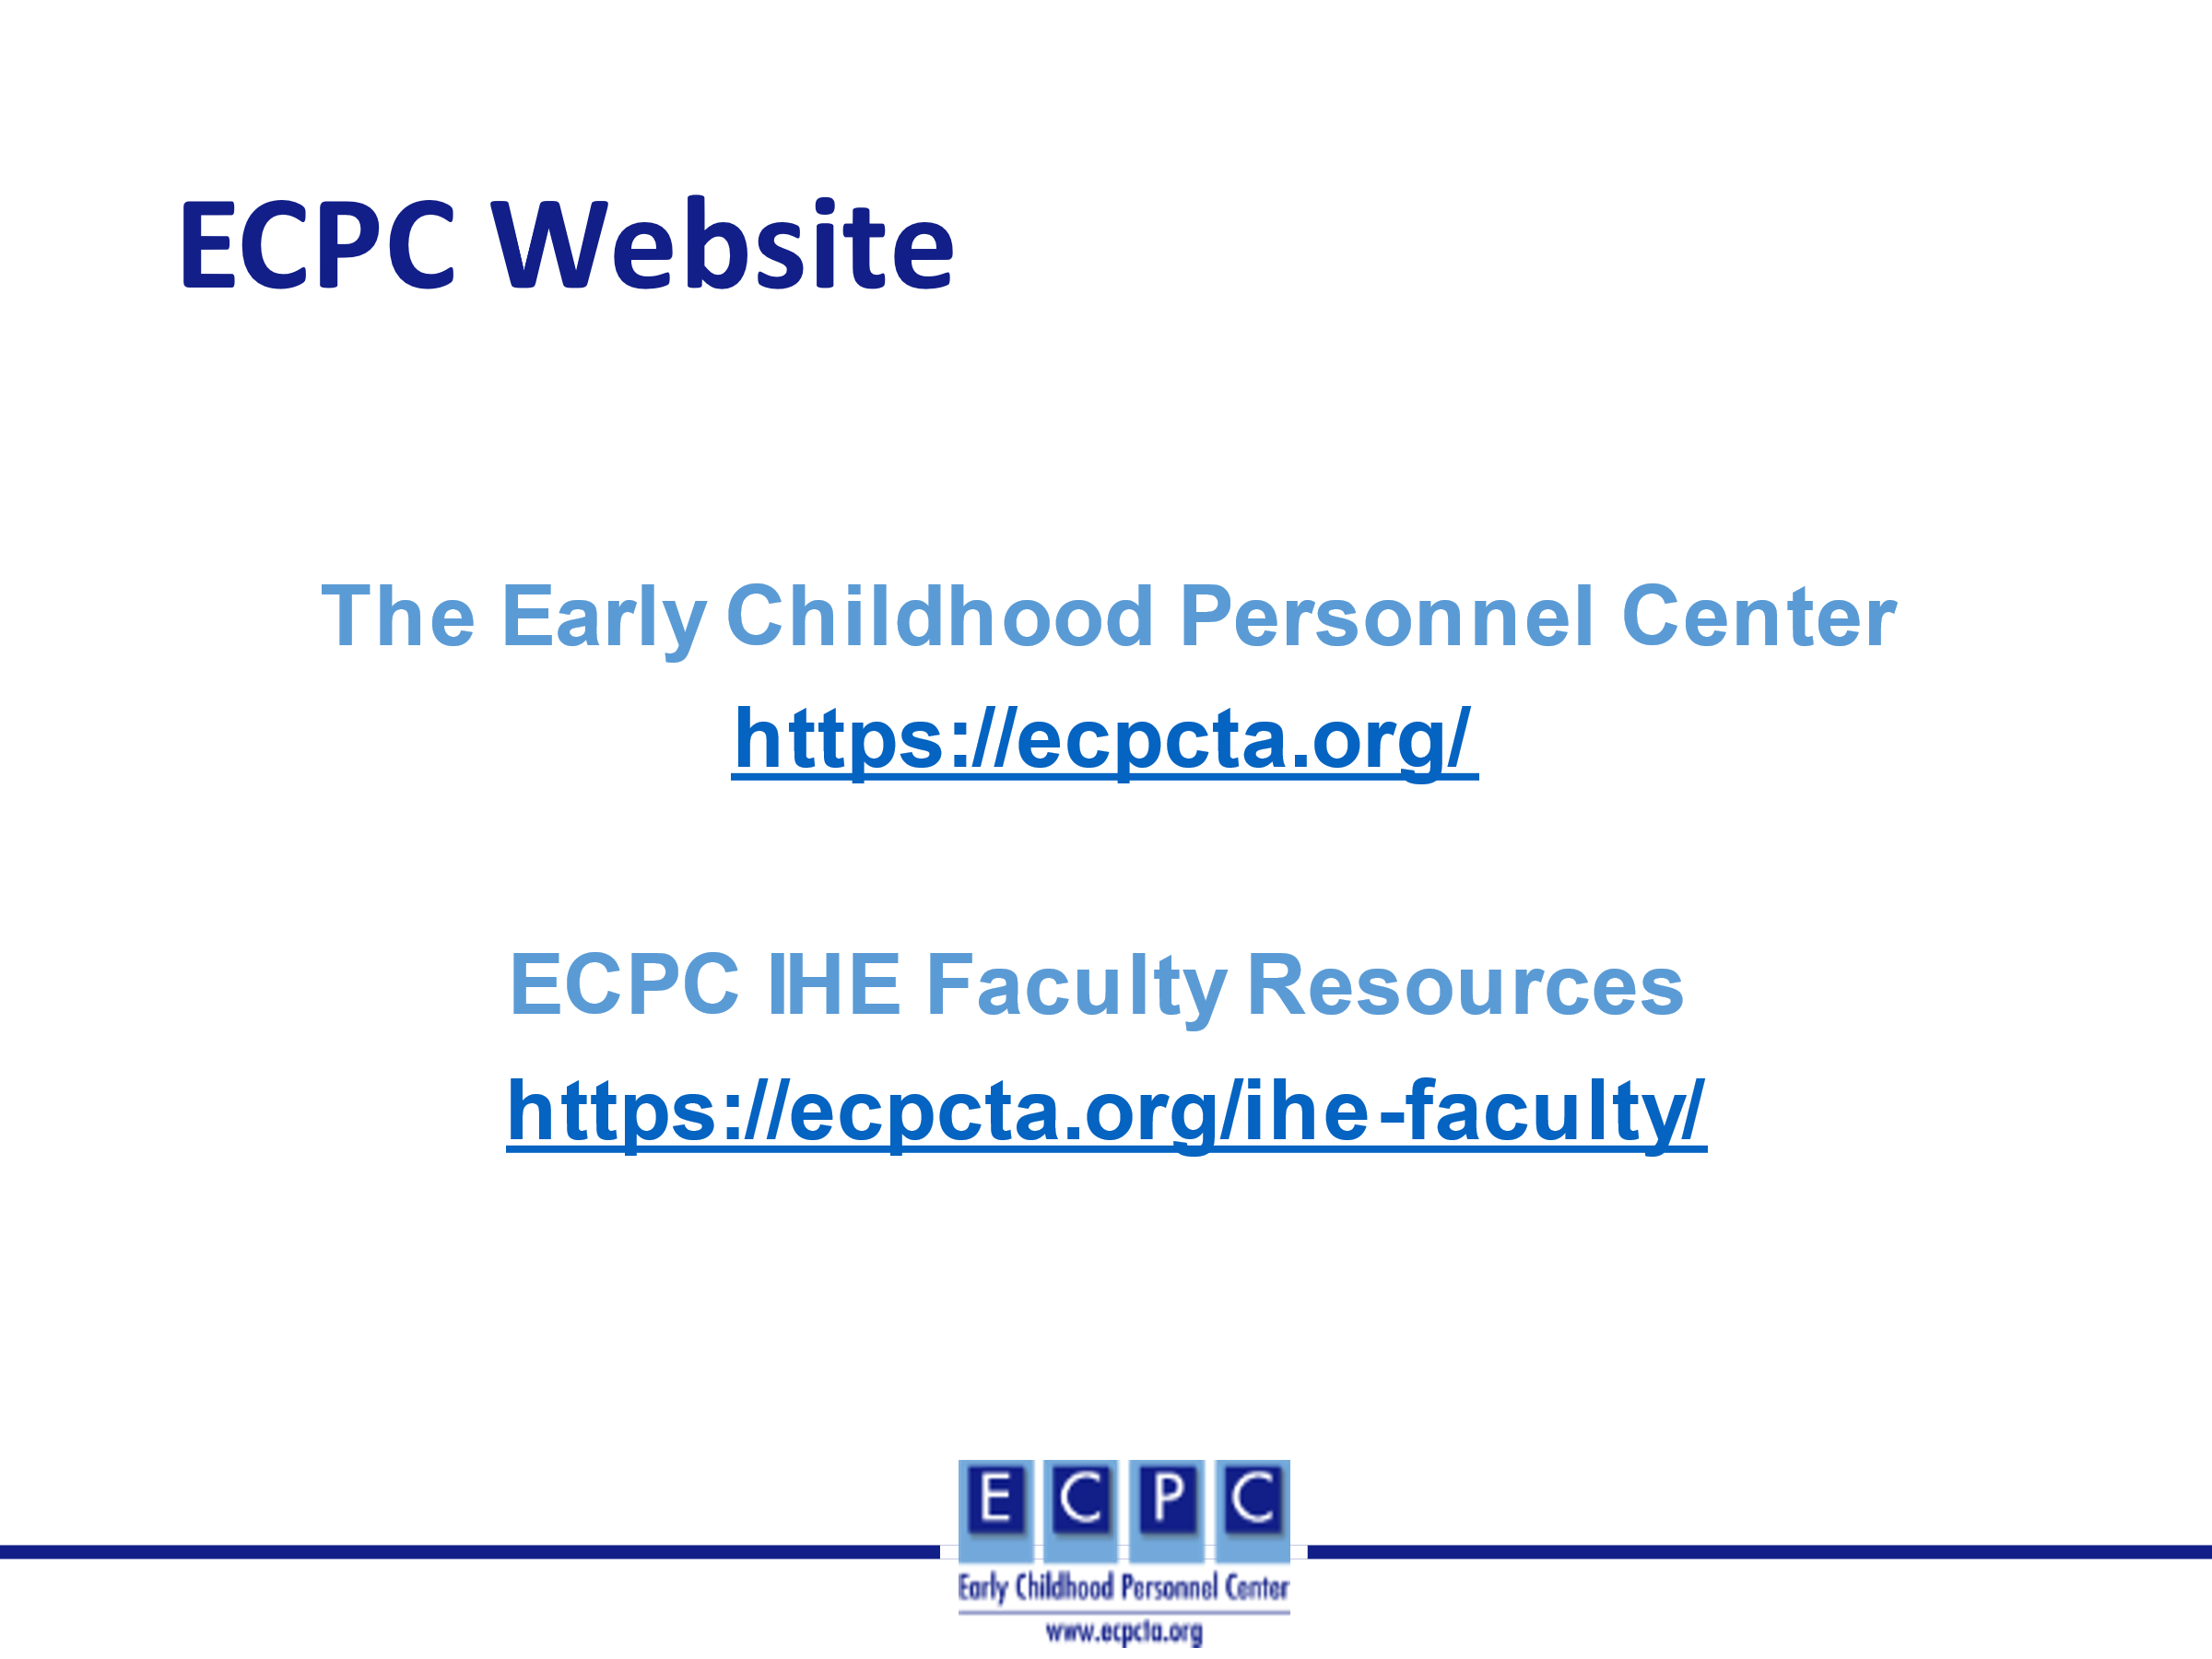 ECPC Website
The Early Childhood Personnel Center
https://ecpcta.org/
ECPC IHE Faculty Resources
https://ecpcta.org/ihe-faculty/
E C P C
Early Childhood Personnel Center
www.ecpcta.org